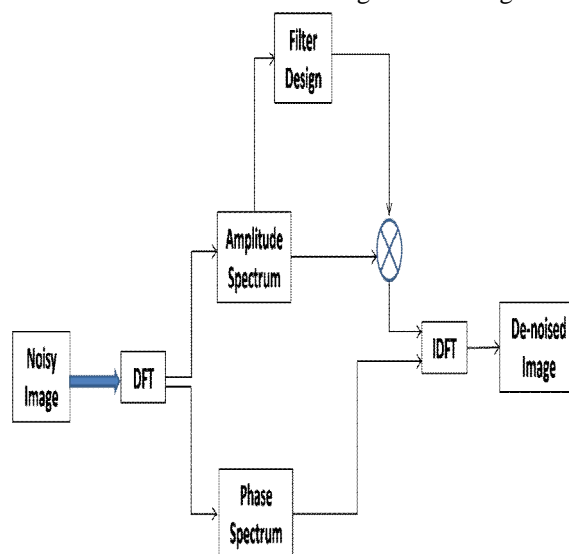 Filter
Design
Amplitude
Spectrum
Noisy
Image
DFT
IDFT
De-noised
Image
Phase
Spectrum